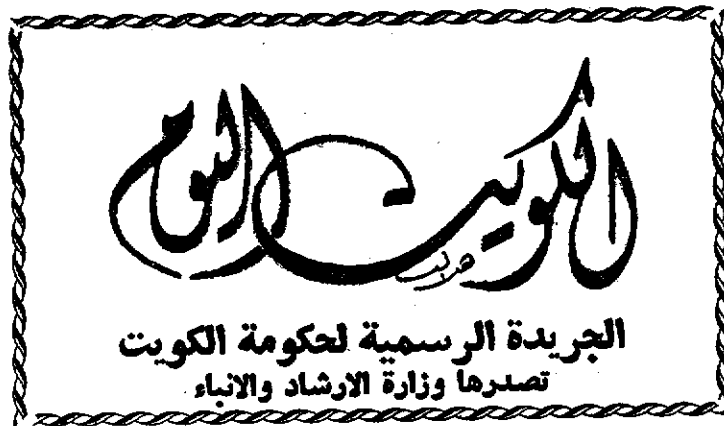 الكويت اليوم
الجريدة الرسمية لحكومة الكويت
تصدرها وزارة الارشاد والانباء